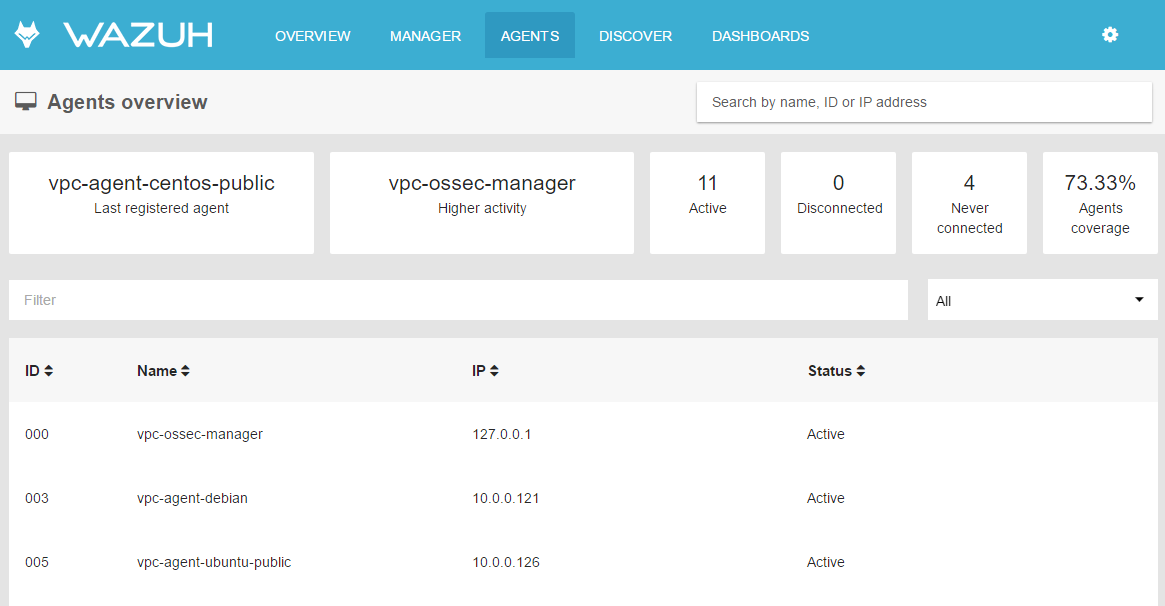 WAZUH OVERVIEW MANAGER AGENTS DISCOVER DASHBOARDS
Agents overview Search by name, ID or IP address
vpc-agent-centos-public
Last registered agent
vpc-ossec-manager
Higher activity
11
Active
0
Disconnected
4
Never
connected
73.33%
Agents
coverage
Filter All
ID Name IP Status
000 vpc-ossec-manager 127.0.0.1 Active
003 vpc-agent-debian 10.0.0.121 Active
005 vpc-agent-ubuntu-public 10.0.0.126 Active